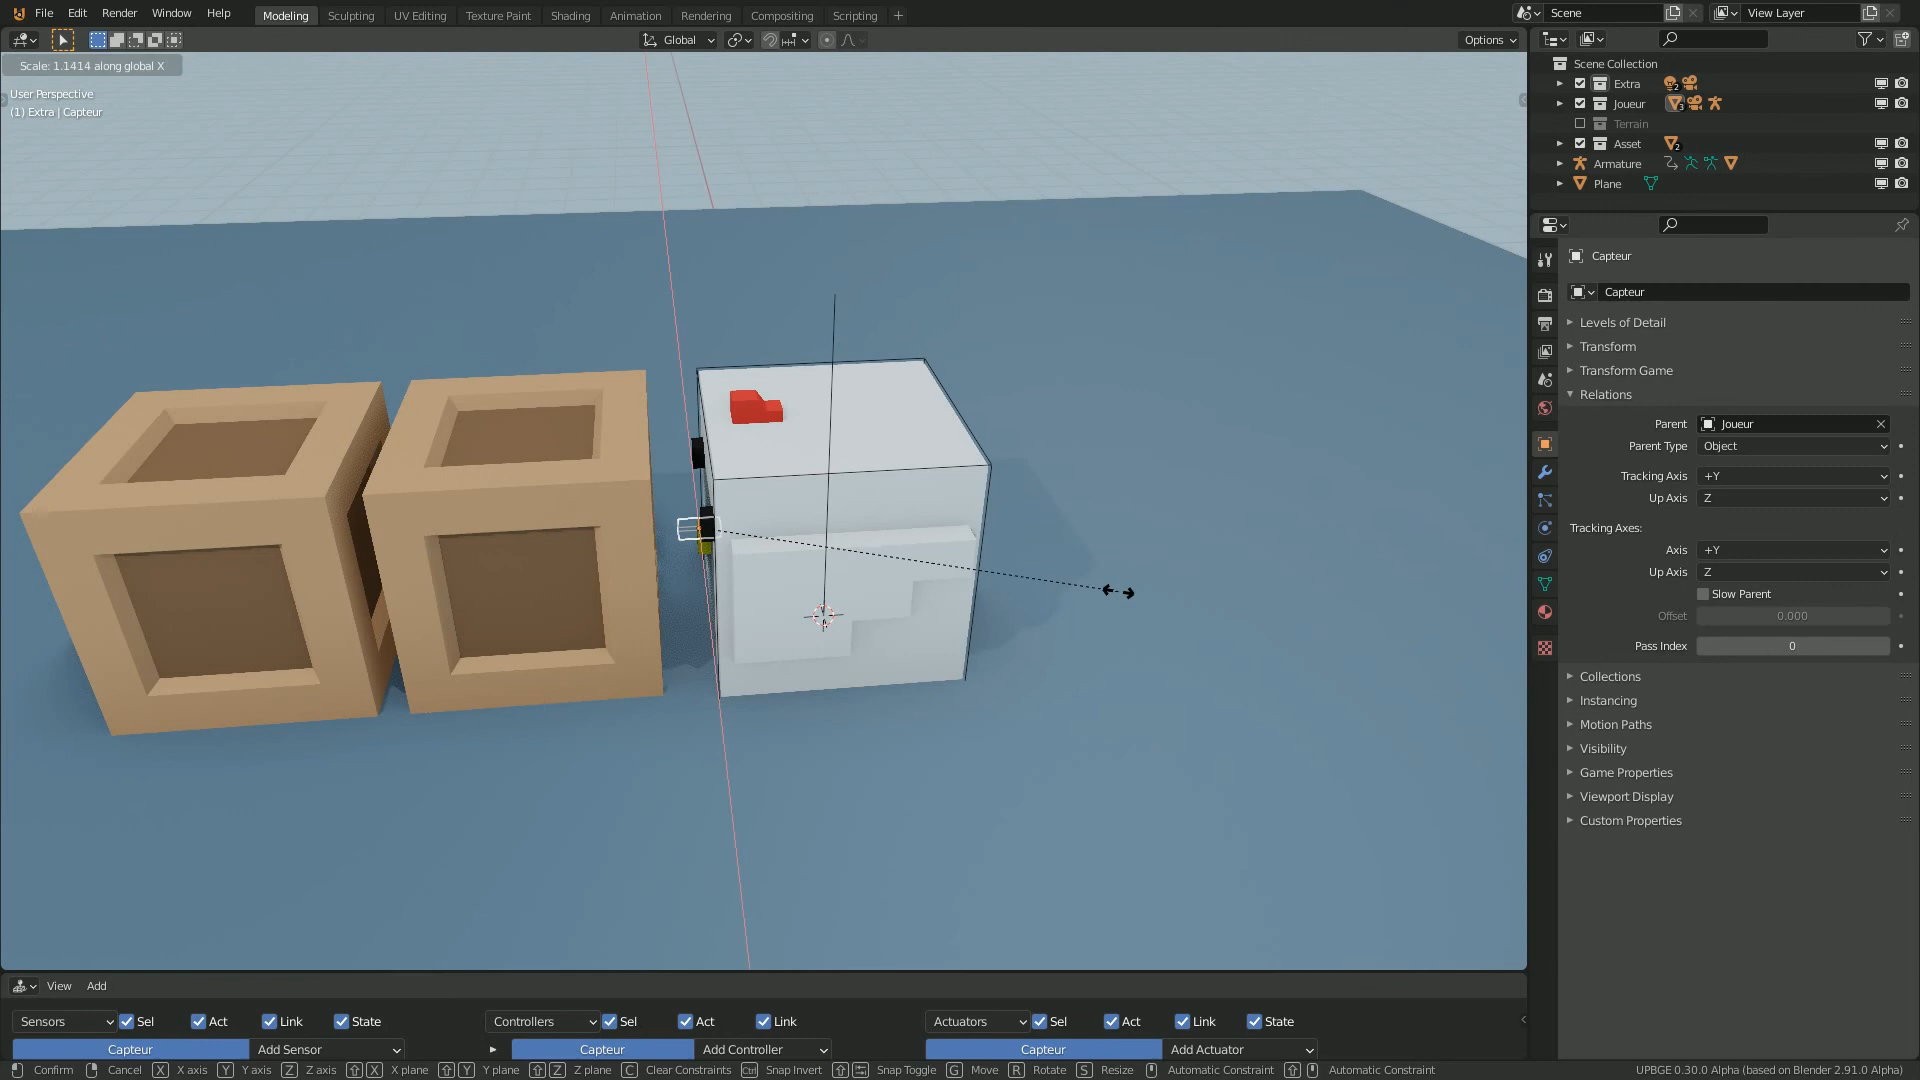 File Edit Render Window Help Modeling Sculpting UV Editing Texture Paint Shading Animation Rendering Compositing Scripting Scene View Layer
Global Options
Scale: 1.1414 along global X
User Perspective
(1) Extra | Capteur
Scene Collection
Extra 2
Joueur 3
Terrain
Asset 2
Armature
Plane
Capteur
Capteur
Levels of Detail
Transform
Transform Game
Relations
Parent Joueur
Parent Type Object
Tracking Axis +Y
Up Axis Z
Tracking Axes:
Axis +Y
Up Axis Z
Slow Parent
Offset 0.000
Pass Index 0
Collections
Instancing
Motion Paths
Visibility
Game Properties
Viewport Display
Custom Properties
View Add
Sensors Sel Act Link State Controllers Sel Act Link Actuators Sel Act Link State
Capteur Add Sensor Capteur Add Controller Capteur Add Actuator
Confirm Cancel X X axis Y Y axis Z Z axis X X plane Y Y plane Z Z plane C Clear Constraints Ctrl Snap Invert Snap Toggle G Move R Rotate S Resize Automatic Constraint Automatic Constraint UPBGE 0.30.0 Alpha (based on Blender 2.91.0 Alpha)